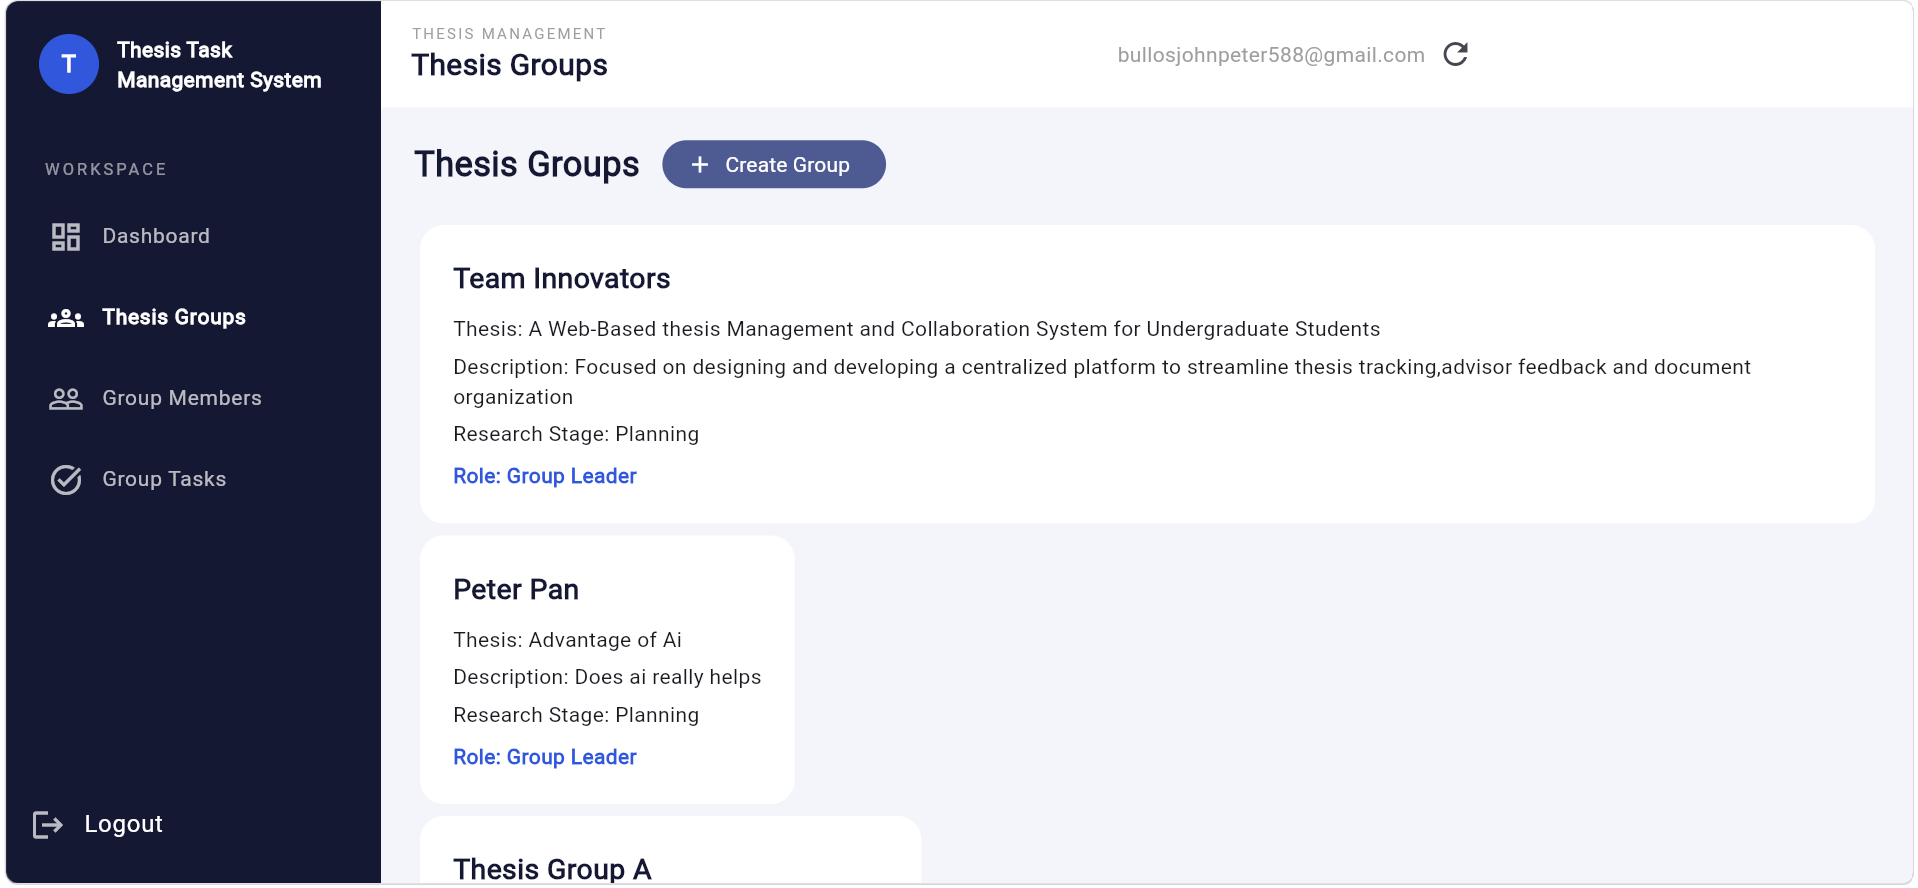 T
Thesis Task
Management System
WORKSPACE
Dashboard
Thesis Groups
Group Members
Group Tasks
Logout
THESIS MANAGEMENT
Thesis Groups
bullosjohnpeter588@gmail.com
Thesis Groups
+ Create Group
Team Innovators
Thesis: A Web-Based thesis Management and Collaboration System for Undergraduate Students
Description: Focused on designing and developing a centralized platform to streamline thesis tracking,advisor feedback and document
organization
Research Stage: Planning
Role: Group Leader
Peter Pan
Thesis: Advantage of Ai
Description: Does ai really helps
Research Stage: Planning
Role: Group Leader
Thesis Group A